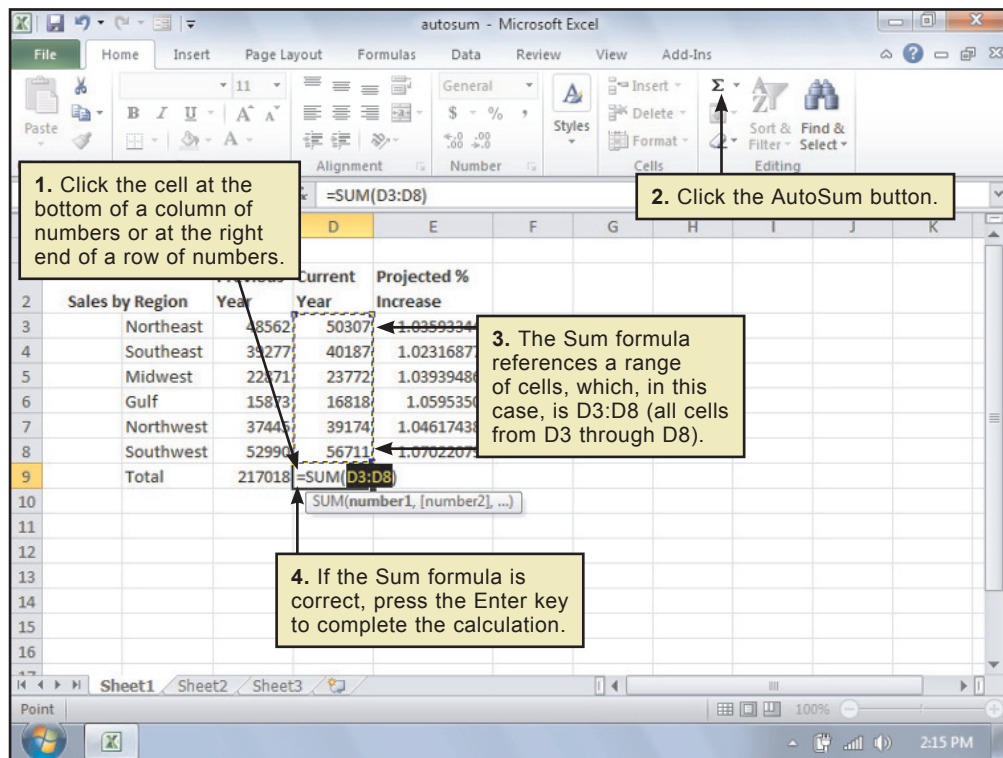 autosum - Microsoft Excel
File Home Insert Page Layout Formulas Data Review View Add-Ins
11 General Insert Σ
B I U A A $ % , Delete
Paste A Styles Format Sort & Filter Find & Select
Alignment Number Cells Editing
1. Click the cell at the
bottom of a column of
numbers or at the right
end of a row of numbers.
=SUM(D3:D8)
2. Click the AutoSum button.
D E F G H I J K
Current Projected %
2 Sales by Region Year Year Increase
3 Northeast 48562 50307
4 Southeast 39277 40187
5 Midwest 22871 23772
6 Gulf 15873 16818
7 Northwest 37445 39174
8 Southwest 52990 56711
9 Total 217018 =SUM(D3:D8)
3. The Sum formula
references a range
of cells, which, in this
case, is D3:D8 (all cells
from D3 through D8).
10 SUM(number1, [number2], ...)
11
12
13
14
15
16
4. If the Sum formula is
correct, press the Enter key
to complete the calculation.
Sheet1 Sheet2 Sheet3
Point 100%
2:15 PM